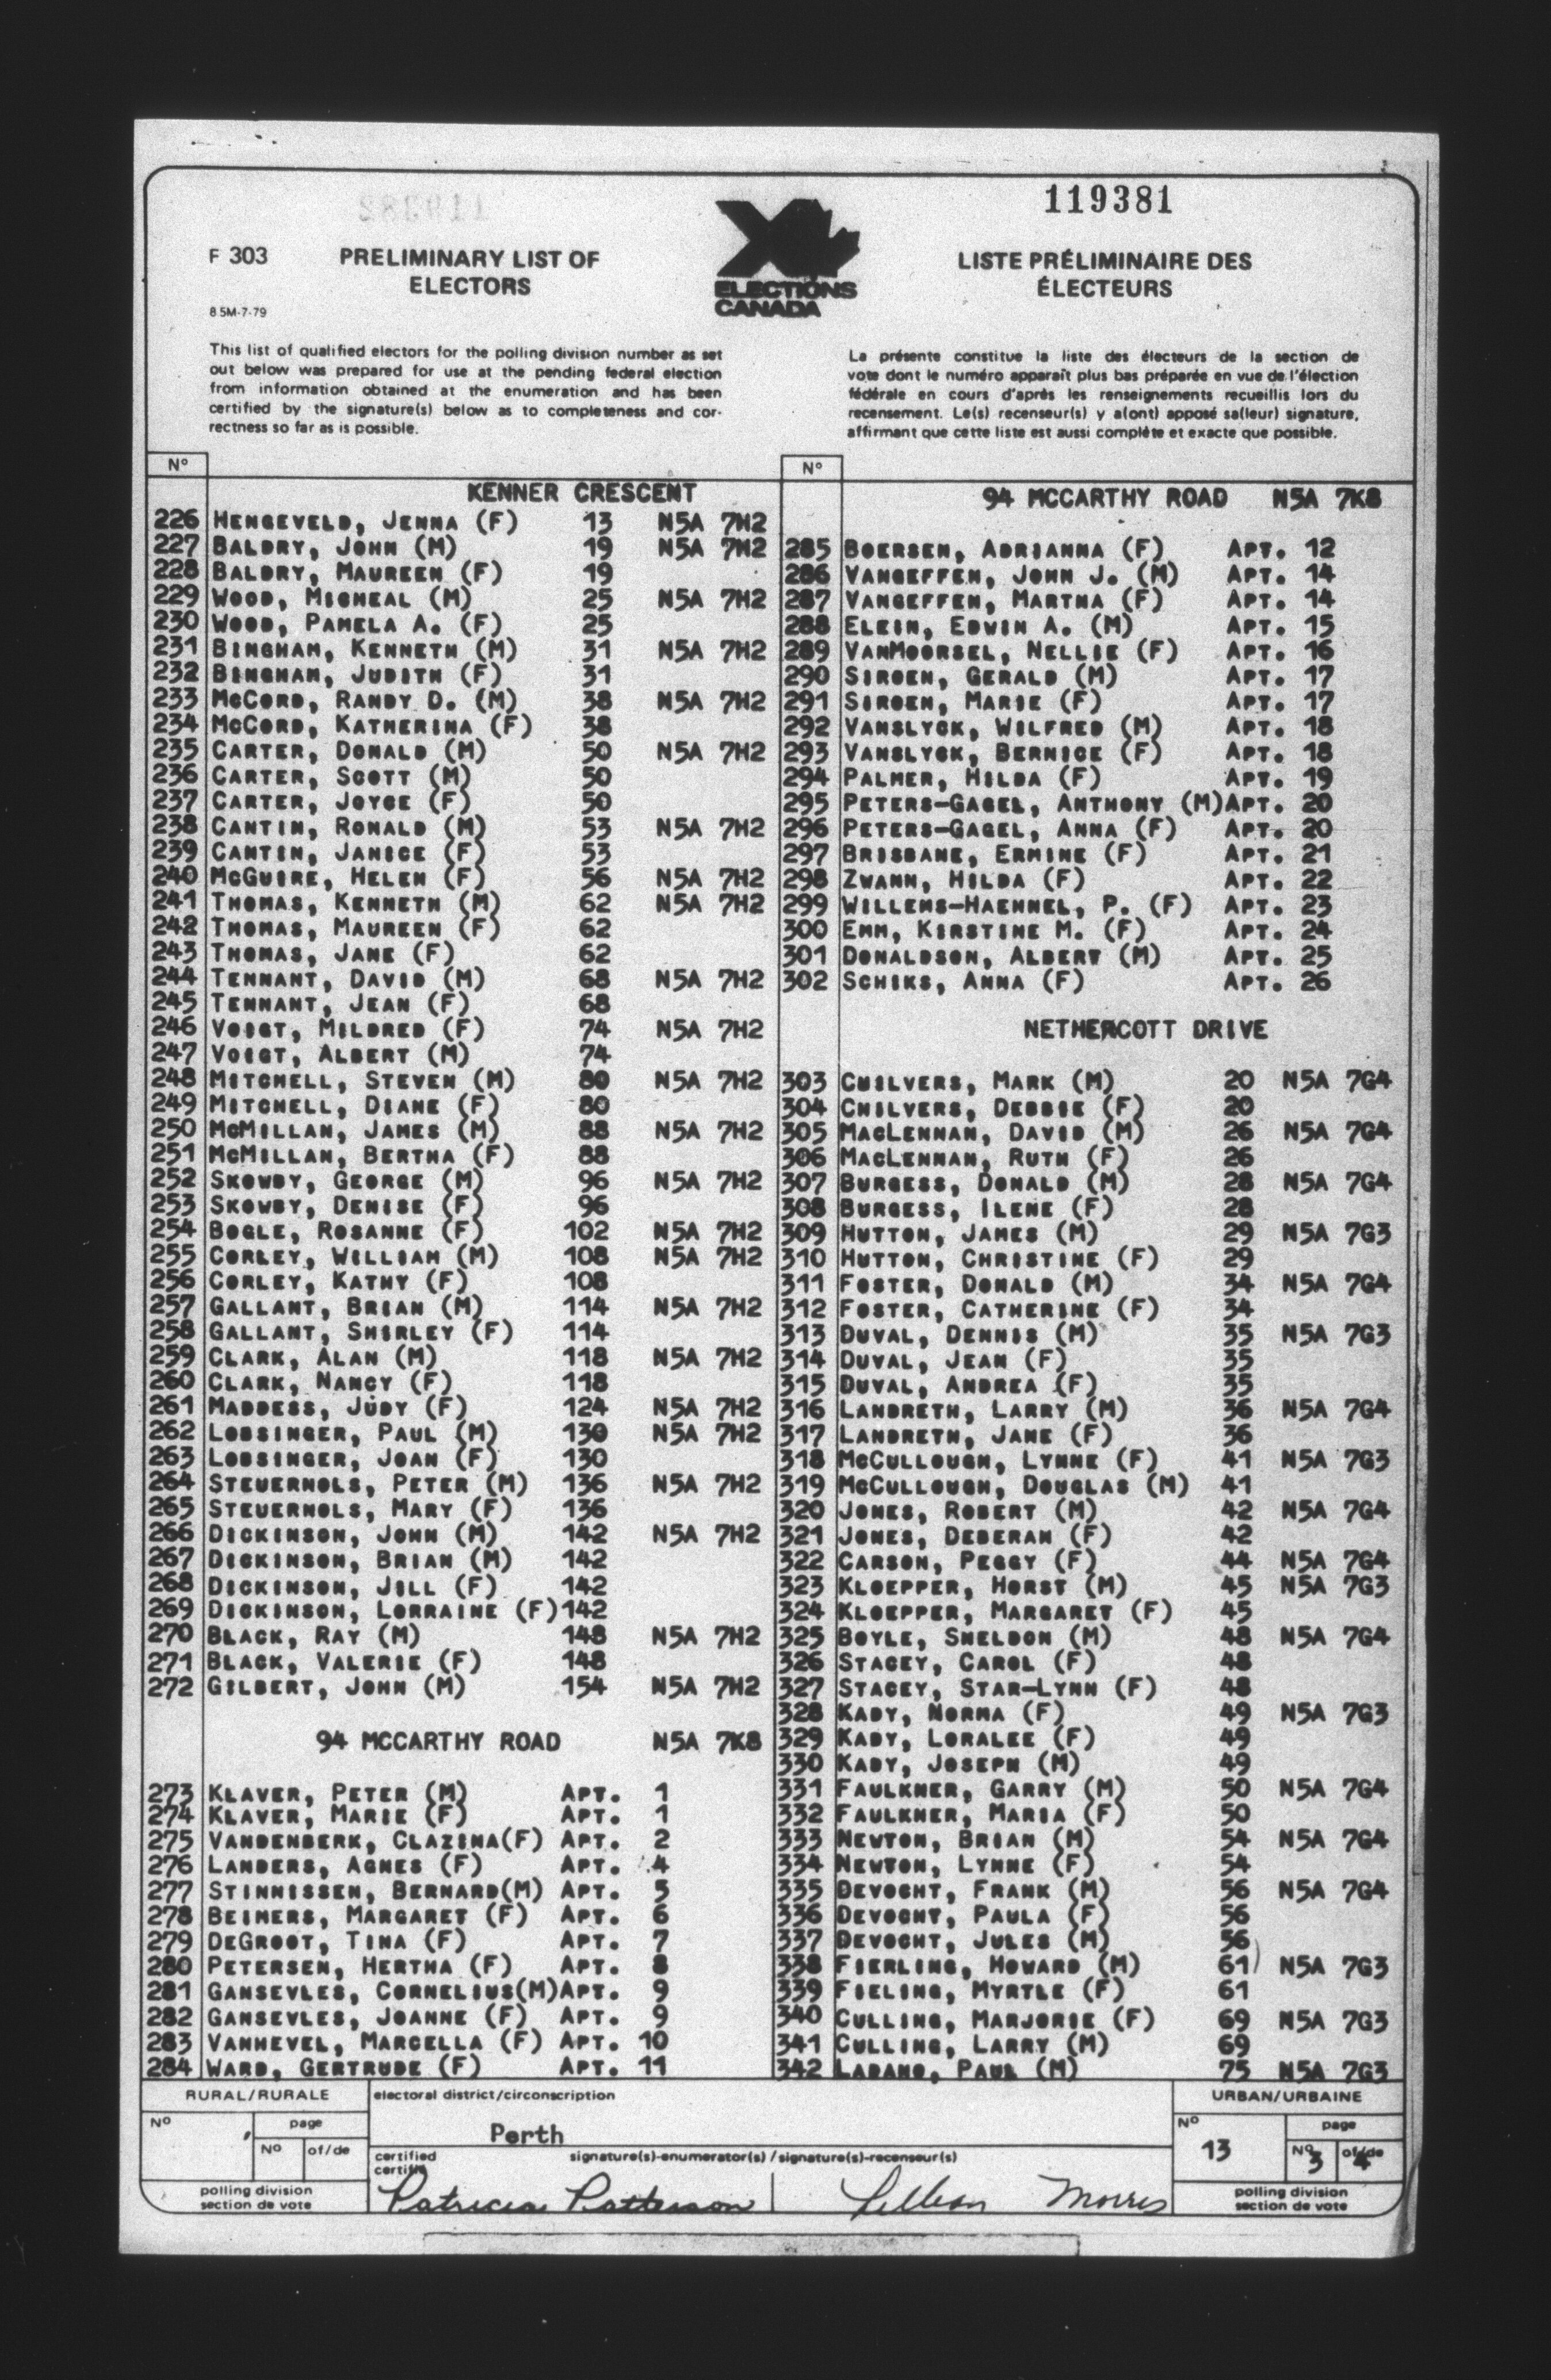 119381
F 303
PRELIMINARY LIST OF
ELECTORS
8.5M-7-79
ELECTIONS
CANADA
LISTE PRÉLIMINAIRE DES
ÉLECTEURS
This list of qualified electors for the polling division number as set
out below was prepared for use at the pending federal election
from information obtained at the enumeration and has been
certified by the signature(s) below as to completeness and cor-
rectness so far as is possible.
La présente constitue la liste des électeurs de la section de
vote dont le numéro apparaît plus bas préparée en vue de l'élection
fédérale en cours d'après les renseignements recueillis lors du
recensement. Le(s) recenseur(s) y a(ont) apposé sa(leur) signature,
affirmant que cette liste est aussi complète et exacte que possible.
Nº
KENNER CRESCENT
226 HENGEVELD, JENNA (F) 13 N5A 7H2
227 BALDRY, JOHN (M) 19 N5A 7H2
228 BALDRY, MAUREEN (F) 19
229 WOOD, MICHEAL (M) 25 N5A 7H2
230 WOOD, PAMELA A. (F) 25
231 BINGHAM, KENNETH (M) 31 N5A 7H2
232 BINGHAM, JUDITH (F) 31
233 MCCORD, RANDY D. (M) 38 N5A 7H2
234 MCCORD, KATHERINA (F) 38
235 CARTER, DONALD (M) 50 N5A 7H2
236 CARTER, SCOTT (M) 50
237 CARTER, JOYCE (F) 50
238 CANTIN, RONALD (M) 53 N5A 7H2
239 CANTIN, JANICE (F) 53
240 MCGUIRE, HELEN (F) 56 N5A 7H2
241 THOMAS, KENNETH (M) 62 N5A 7H2
242 THOMAS, MAUREEN (F) 62
243 THOMAS, JANE (F) 62
244 TENNANT, DAVID (M) 68 N5A 7H2
245 TENNANT, JEAN (F) 68
246 VOIGT, MILDRED (F) 74 N5A 7H2
247 VOIGT, ALBERT (M) 74
248 MITCHELL, STEVEN (M) 80 N5A 7H2
249 MITCHELL, DIANE (F) 80
250 MCMILLAN, JAMES (M) 88 N5A 7H2
251 MCMILLAN, BERTHA (F) 88
252 SKOWBY, GEORGE (M) 96 N5A 7H2
253 SKOWBY, DENISE (F) 96
254 BOGLE, ROSANNE (F) 102 N5A 7H2
255 CORLEY, WILLIAM (M) 108 N5A 7H2
256 CORLEY, KATHY (F) 108
257 GALLANT, BRIAN (M) 114 N5A 7H2
258 GALLANT, SHIRLEY (F) 114
259 CLARK, ALAN (M) 118 N5A 7H2
260 CLARK, NANCY (F) 118
261 MADDESS, JUDY (F) 124 N5A 7H2
262 LOBSINGER, PAUL (M) 130 N5A 7H2
263 LOBSINGER, JOAN (F) 130
264 STEUERNOLS, PETER (M) 136 N5A 7H2
265 STEUERNOLS, MARY (F) 136
266 DICKINSON, JOHN (M) 142 N5A 7H2
267 DICKINSON, BRIAN (M) 142
268 DICKINSON, JILL (F) 142
269 DICKINSON, LORRAINE (F)142
270 BLACK, RAY (M) 148 N5A 7H2
271 BLACK, VALERIE (F) 148
272 GILBERT, JOHN (M) 154 N5A 7H2
94 MCCARTHY ROAD N5A 7K8
273 KLAVER, PETER (M) APT. 1
274 KLAVER, MARIE (F) APT. 1
275 VANDENBERK, CLAZINA(F) APT. 2
276 LANDERS, AGNES (F) APT. 4
277 STINNISSEN, BERNARD(M) APT. 5
278 BEIMERS, MARGARET (F) APT. 6
279 DEGROOT, TINA (F) APT. 7
280 PETERSEN, HERTHA (F) APT. 8
281 GANSEVLES, CORNELIUS(M)APT. 9
282 GANSEVLES, JOANNE (F) APT. 9
283 VANHEVEL, MARCELLA (F) APT. 10
284 WARD, GERTRUDE (F) APT. 11
Nº
94 MCCARTHY ROAD N5A 7K8
285 BOERSEN, ADRIANNA (F) APT. 12
286 VANGEFFEN, JOHN J. (M) APT. 14
287 VANGEFFEN, MARTHA (F) APT. 14
288 ELEIN, EDWIN A. (M) APT. 15
289 VANMOORSEL, NELLIE (F) APT. 16
290 SIROEN, GERALD (M) APT. 17
291 SIROEN, MARIE (F) APT. 17
292 VANSLYCK, WILFRED (M) APT. 18
293 VANSLYCK, BERNICE (F) APT. 18
294 PALMER, HILDA (F) APT. 19
295 PETERS-GAGEL, ANTHONY (M)APT. 20
296 PETERS-GAGEL, ANNA (F) APT. 20
297 BRISBANE, ERMINE (F) APT. 21
298 ZWANN, HILDA (F) APT. 22
299 WILLEMS-HAEMMEL, P. (F) APT. 23
300 EMM, KIRSTINE M. (F) APT. 24
301 DONALDSON, ALBERT (M) APT. 25
302 SCHIKS, ANNA (F) APT. 26
NETHERCOTT DRIVE
303 CHILVERS, MARK (M) 20 N5A 7G4
304 CHILVERS, DEBBIE (F) 20
305 MACLENNAN, DAVID (M) 26 N5A 7G4
306 MACLENNAN, RUTH (F) 26
307 BURGESS, DONALD (M) 28 N5A 7G4
308 BURGESS, ILENE (F) 28
309 HUTTON, JAMES (M) 29 N5A 7G3
310 HUTTON, CHRISTINE (F) 29
311 FOSTER, DONALD (M) 34 N5A 7G4
312 FOSTER, CATHERINE (F) 34
313 DUVAL, DENNIS (M) 35 N5A 7G3
314 DUVAL, JEAN (F) 35
315 DUVAL, ANDREA (F) 35
316 LANDRETH, LARRY (M) 36 N5A 7G4
317 LANDRETH, JANE (F) 36
318 MCCULLOUGH, LYNNE (F) 41 N5A 7G3
319 MCCULLOUGH, DOUGLAS (M) 41
320 JONES, ROBERT (M) 42 N5A 7G4
321 JONES, DEBERAH (F) 42
322 CARSON, PEGGY (F) 44 N5A 7G4
323 KLOEPPER, HORST (M) 45 N5A 7G3
324 KLOEPPER, MARGARET (F) 45
325 BOYLE, SHELDON (M) 48 N5A 7G4
326 STACEY, CAROL (F) 48
327 STACEY, STAR-LYNN (F) 48
328 KADY, NORMA (F) 49 N5A 7G3
329 KADY, LORALEE (F) 49
330 KADY, JOSEPH (M) 49
331 FAULKNER, GARRY (M) 50 N5A 7G4
332 FAULKNER, MARIA (F) 50
333 NEWTON, BRIAN (M) 54 N5A 7G4
334 NEWTON, LYNNE (F) 54
335 DEVOCHT, FRANK (M) 56 N5A 7G4
336 DEVOCHT, PAULA (F) 56
337 DEVOCHT, JULES (M) 56
338 FIERLING, HOWARD (M) 61 N5A 7G3
339 FIELING, MYRTLE (F) 61
340 CULLING, MARJORIE (F) 69 N5A 7G3
341 CULLING, LARRY (M) 69
342 LADANO, PAUL (M) 75 N5A 7G3
RURAL/RURALE
Nº
page
Nº of/de
polling division
section de vote
electoral district/circonscription
Perth
certified
certifié
signature(s)-enumerator(s)/signature(s)-recenseur(s)
Patricia Patterson
Lillian Morris
URBAN/URBAINE
Nº
13
page
Nº 3 of/de 4
polling division
section de vote